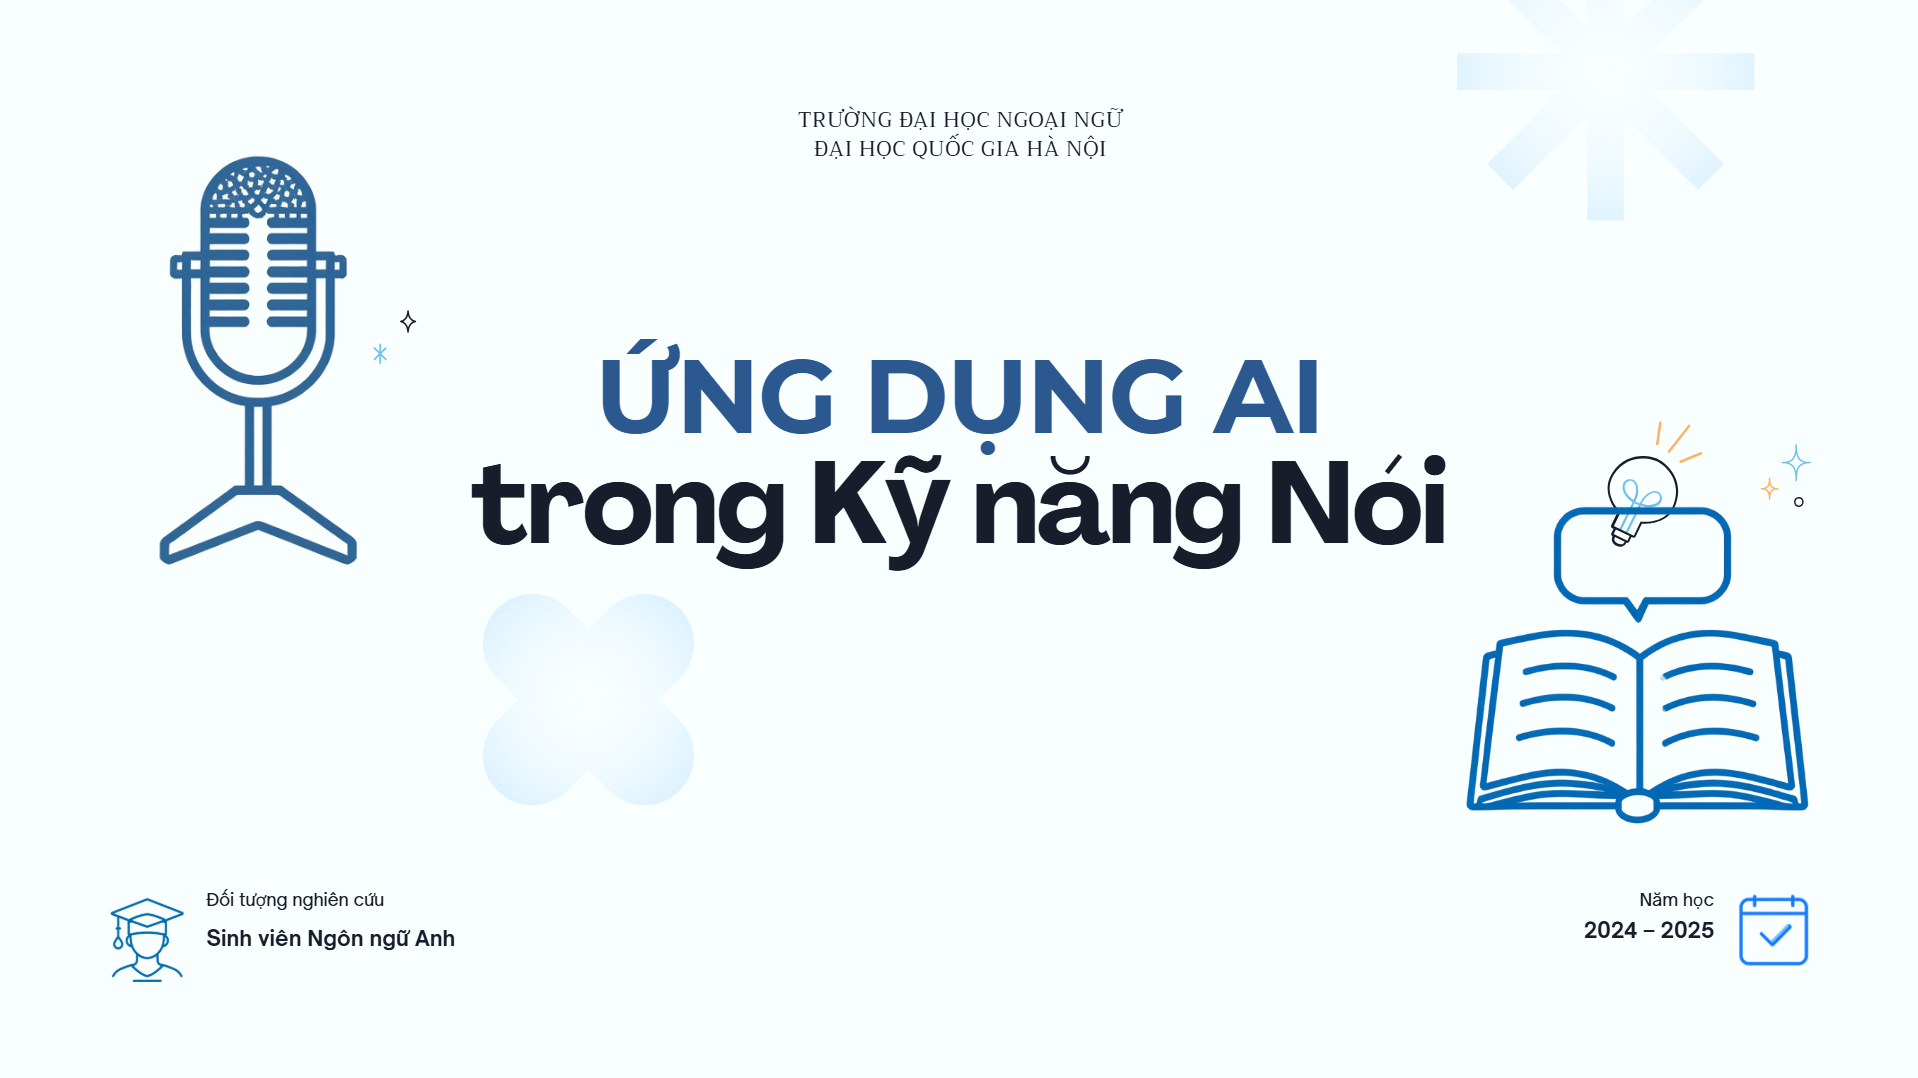 TRƯỜNG ĐẠI HỌC NGOẠI NGỮ
ĐẠI HỌC QUỐC GIA HÀ NỘI
ỨNG DỤNG AI
trong Kỹ năng Nói
Đối tượng nghiên cứu
Sinh viên Ngôn ngữ Anh
Năm học
2024 – 2025